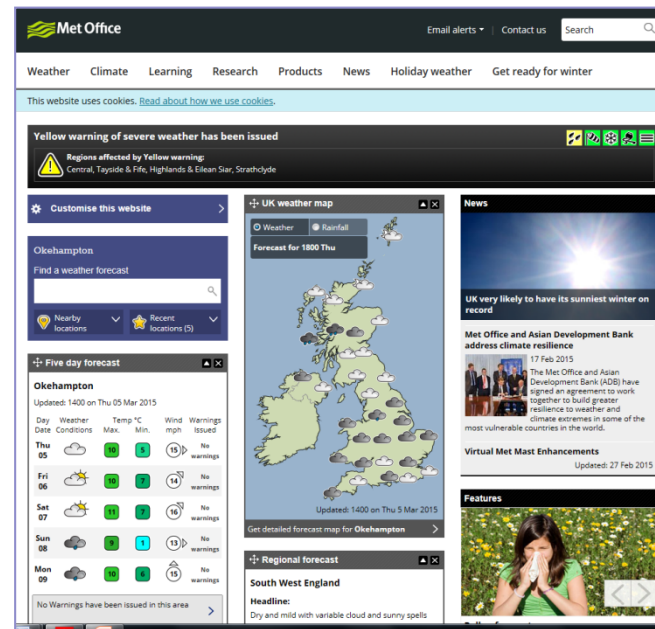 Met Office
Email alerts
Contact us
Search
Weather
Climate
Learning
Research
Products
News
Holiday weather
Get ready for winter
This website uses cookies. Read about how we use cookies.
Yellow warning of severe weather has been issued
Regions affected by Yellow warning:
Central, Tayside & Fife, Highlands & Eilean Siar, Strathclyde
Customise this website
Okehampton
Find a weather forecast
Nearby
locations
Recent
locations (5)
Five day forecast
Okehampton
Updated: 1400 on Thu 05 Mar 2015
Day Weather Temp °C Wind Warnings
Date Conditions Max. Min. mph Issued
Thu
05
10 5 15
No
warnings
Fri
06
10 7 14
No
warnings
Sat
07
11 7 16
No
warnings
Sun
08
9 1 13
No
warnings
Mon
09
10 6 15
No
warnings
No Warnings have been issued in this area
UK weather map
Weather
Rainfall
Forecast for 1800 Thu
Updated: 1400 on Thu 5 Mar 2015
Get detailed forecast map for Okehampton
Regional forecast
South West England
Headline:
Dry and mild with variable cloud and sunny spells
News
UK very likely to have its sunniest winter on
record
Met Office and Asian Development Bank
address climate resilience
17 Feb 2015
The Met Office and Asian
Development Bank (ADB) have
signed an agreement to work
together to build greater
resilience to weather and
climate extremes in some of the
most vulnerable countries in the world.
Virtual Met Mast Enhancements
Updated: 27 Feb 2015
Features